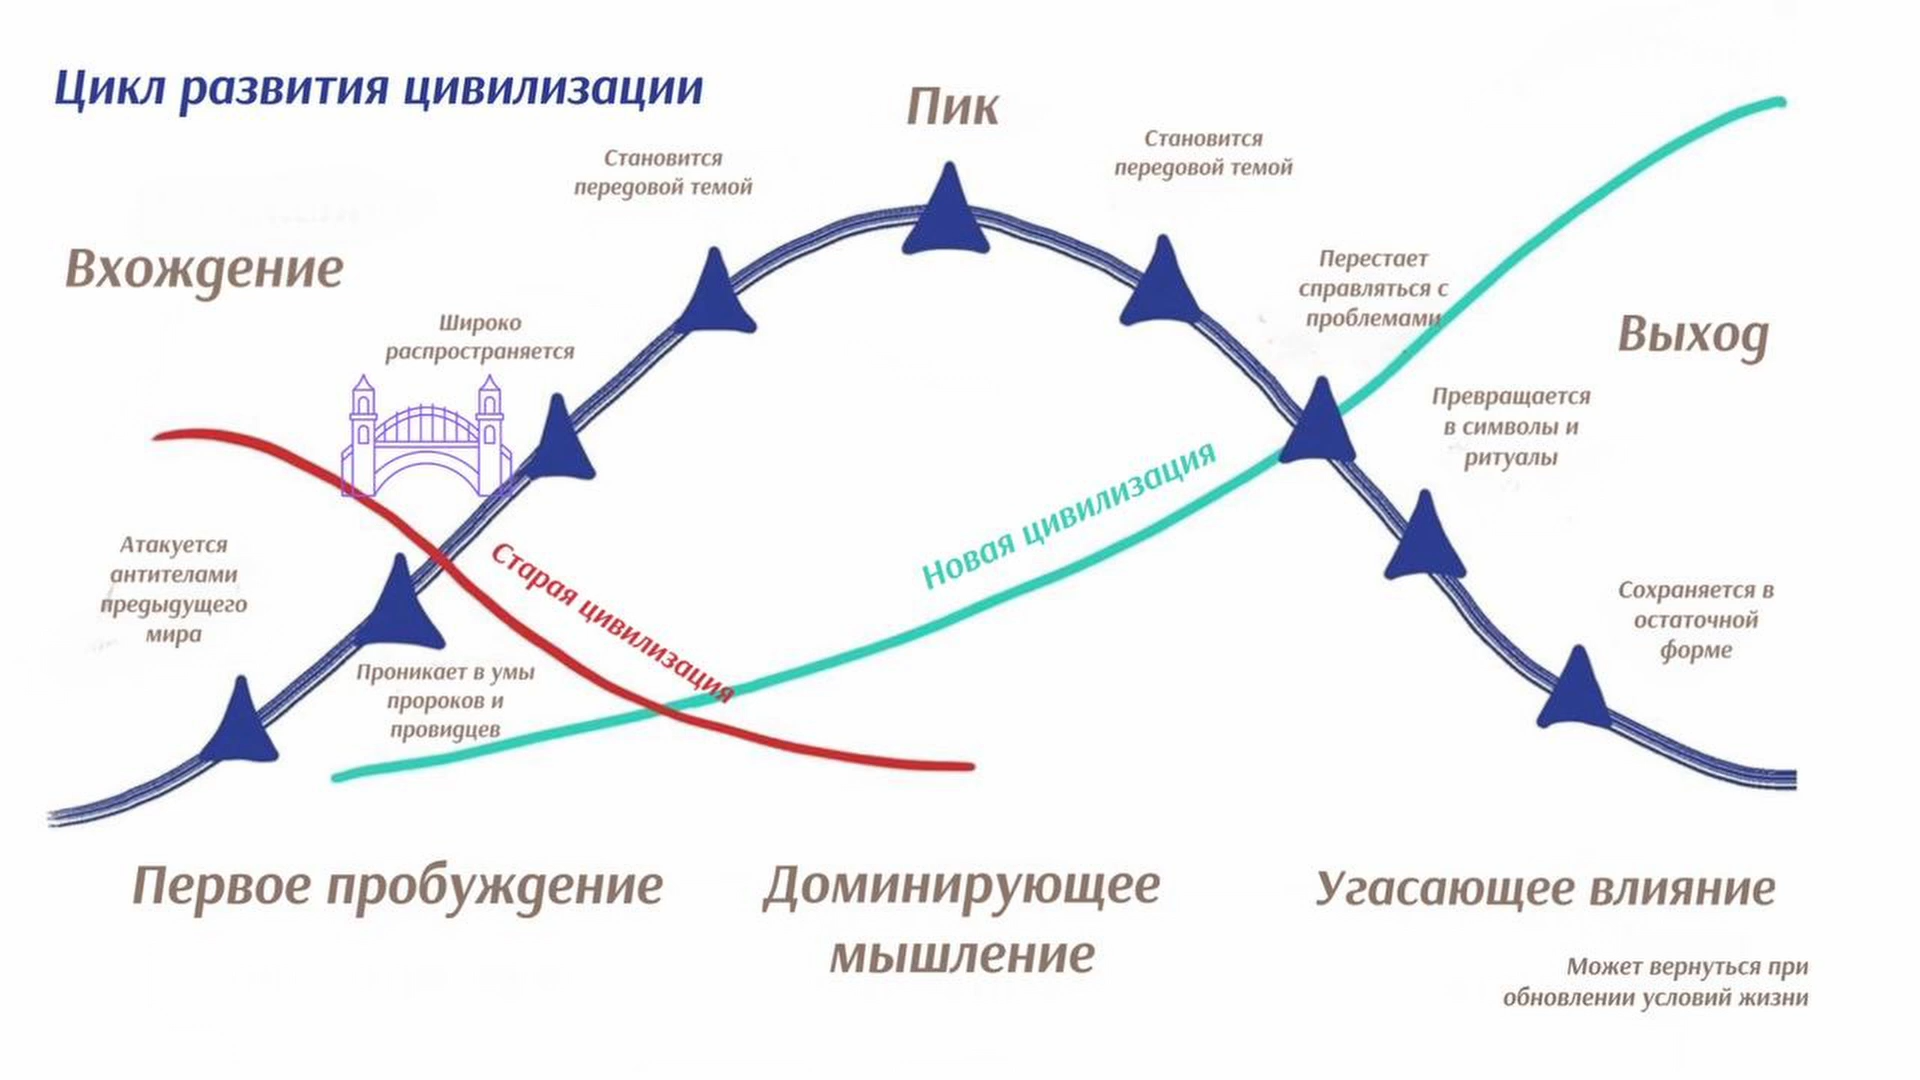 Цикл развития цивилизации
Пик
Становится
передовой темой
Становится
передовой темой
Вхождение
Перестает
справляться с
проблемами
Выход
Широко
распространяется
Превращается
в символы и
ритуалы
Новая цивилизация
Старая цивилизация
Атакуется
антителами
предыдущего
мира
Сохраняется в
остаточной
форме
Проникает в умы
пророков и
провидцев
Первое пробуждение
Доминирующее
мышление
Угасающее влияние
Может вернуться при
обновлении условий жизни